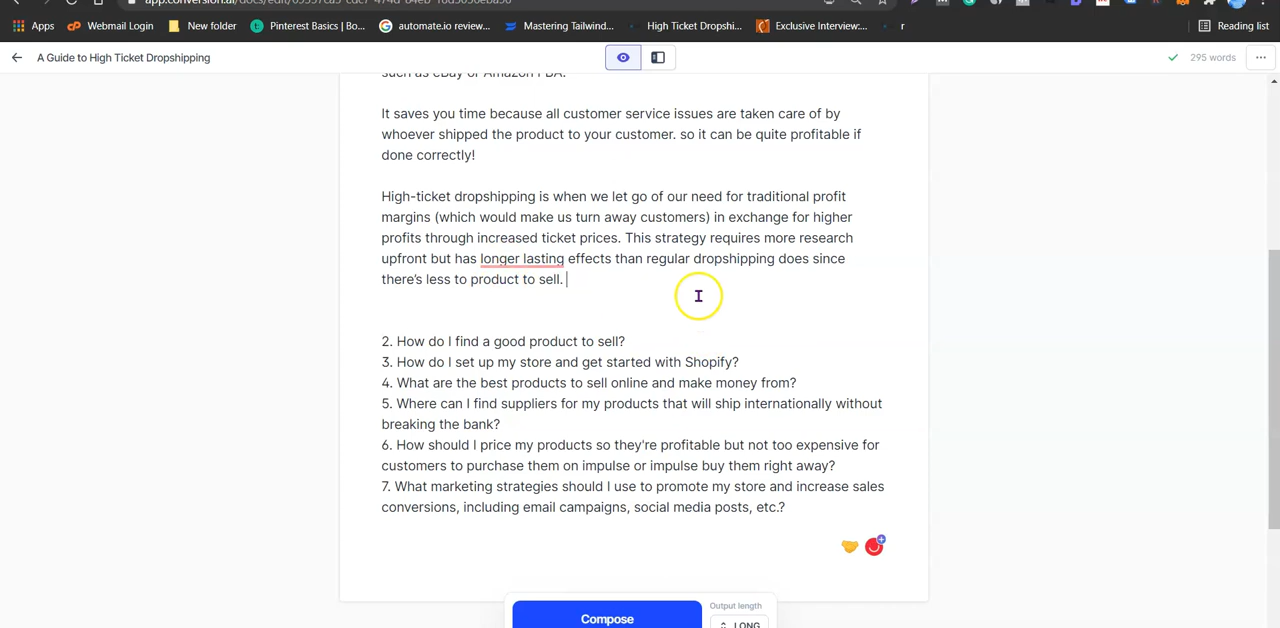 app.conversion.ai/docs/edit/
Apps
Webmail Login
New folder
Pinterest Basics | Bo...
automate.io review...
Mastering Tailwind...
High Ticket Dropshi...
Exclusive Interview:...
r
Reading list
A Guide to High Ticket Dropshipping
295 words
such as eBay or Amazon FBA.
It saves you time because all customer service issues are taken care of by
whoever shipped the product to your customer. so it can be quite profitable if
done correctly!
High-ticket dropshipping is when we let go of our need for traditional profit
margins (which would make us turn away customers) in exchange for higher
profits through increased ticket prices. This strategy requires more research
upfront but has longer lasting effects than regular dropshipping does since
there's less to product to sell.
2. How do I find a good product to sell?
3. How do I set up my store and get started with Shopify?
4. What are the best products to sell online and make money from?
5. Where can I find suppliers for my products that will ship internationally without
breaking the bank?
6. How should I price my products so they're profitable but not too expensive for
customers to purchase them on impulse or impulse buy them right away?
7. What marketing strategies should I use to promote my store and increase sales
conversions, including email campaigns, social media posts, etc.?
Compose
Output length
LONG